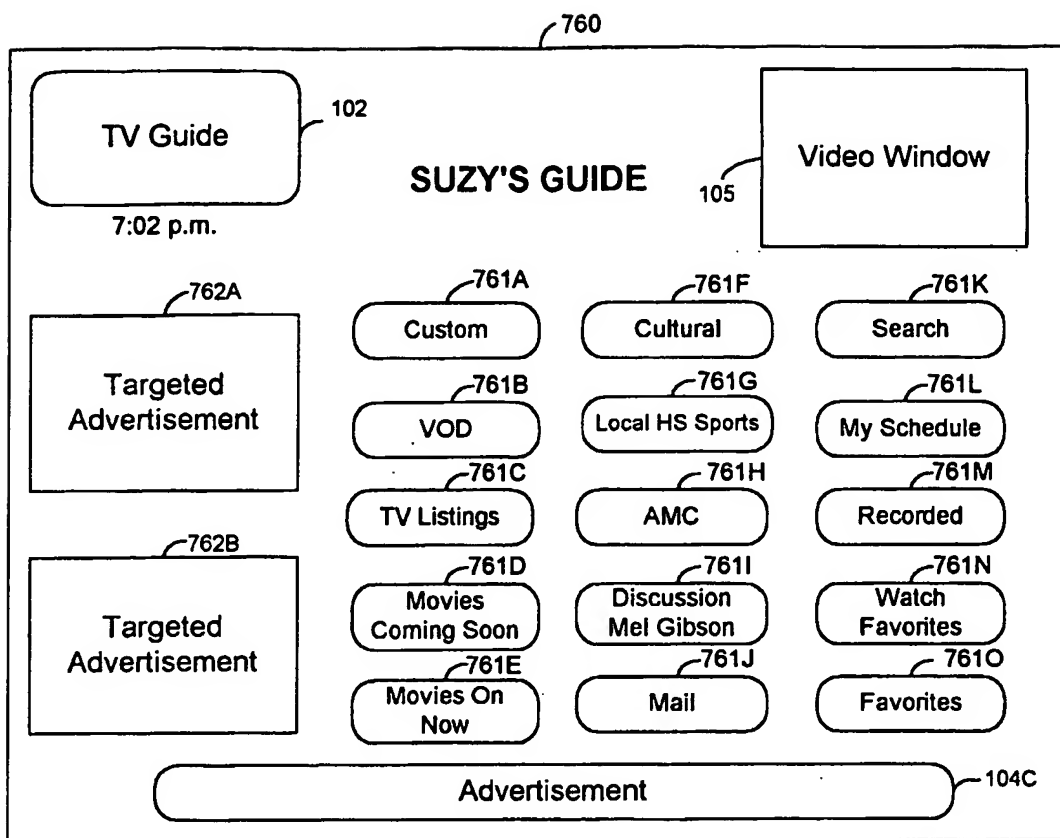 760
TV Guide
102
7:02 p.m.
SUZY'S GUIDE
105
Video Window
762A
Targeted
Advertisement
762B
Targeted
Advertisement
761A
Custom
761B
VOD
761C
TV Listings
761D
Movies
Coming Soon
761E
Movies On
Now
761F
Cultural
761G
Local HS Sports
761H
AMC
761I
Discussion
Mel Gibson
761J
Mail
761K
Search
761L
My Schedule
761M
Recorded
761N
Watch
Favorites
761O
Favorites
Advertisement
104C